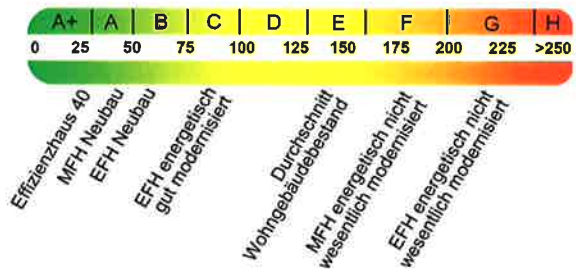 A+ A B C D E F G H
0 25 50 75 100 125 150 175 200 225 >250
Effizienzhaus 40
MFH Neubau
EFH Neubau
EFH energetisch
gut modernisiert
Durchschnitt
Wohngebäudebestand
MFH energetisch nicht
wesentlich modernisiert
EFH energetisch nicht
wesentlich modernisiert